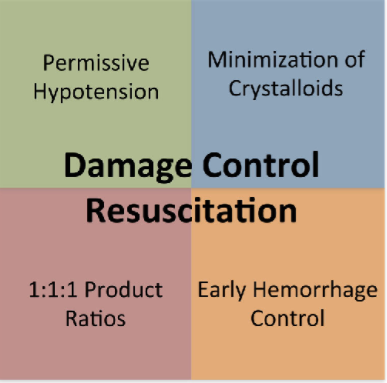 Permissive
Hypotension
Minimization of
Crystalloids
Damage Control
Resuscitation
1:1:1 Product
Ratios
Early Hemorrhage
Control